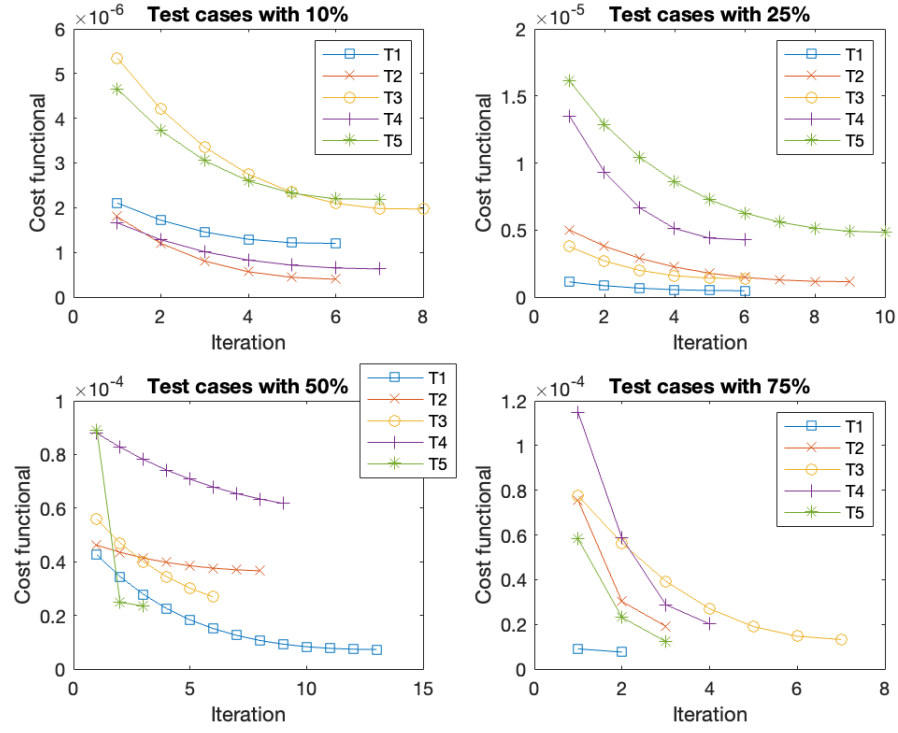 ×10⁻⁶
Test cases with 10%
6
5
4
3
2
1
0
Cost functional
0
2
4
6
8
Iteration
T1
T2
T3
T4
T5
×10⁻⁵
Test cases with 25%
2
1.5
1
0.5
0
Cost functional
0
2
4
6
8
10
Iteration
T1
T2
T3
T4
T5
×10⁻⁴
Test cases with 50%
1
0.8
0.6
0.4
0.2
0
Cost functional
0
5
10
15
Iteration
T1
T2
T3
T4
T5
×10⁻⁴
Test cases with 75%
1.2
1
0.8
0.6
0.4
0.2
0
Cost functional
0
2
4
6
8
Iteration
T1
T2
T3
T4
T5